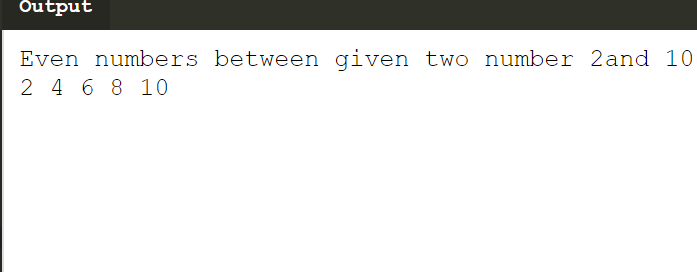 Output
Even numbers between given two number 2and 10
2 4 6 8 10